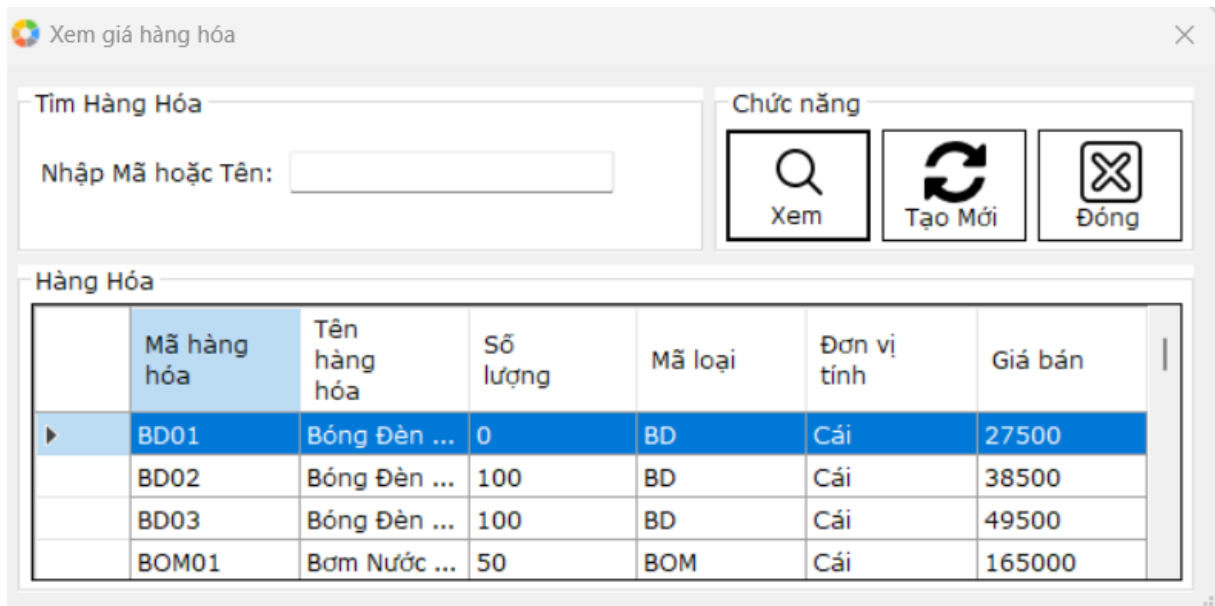 Xem giá hàng hóa
Tìm Hàng Hóa
Nhập Mã hoặc Tên:
Chức năng
Xem
Tạo Mới
Đóng
Hàng Hóa
Mã hàng hóa Tên hàng hóa Số lượng Mã loại Đơn vị tính Giá bán
BD01 Bóng Đèn ... 0 BD Cái 27500
BD02 Bóng Đèn ... 100 BD Cái 38500
BD03 Bóng Đèn ... 100 BD Cái 49500
BOM01 Bơm Nước ... 50 BOM Cái 165000